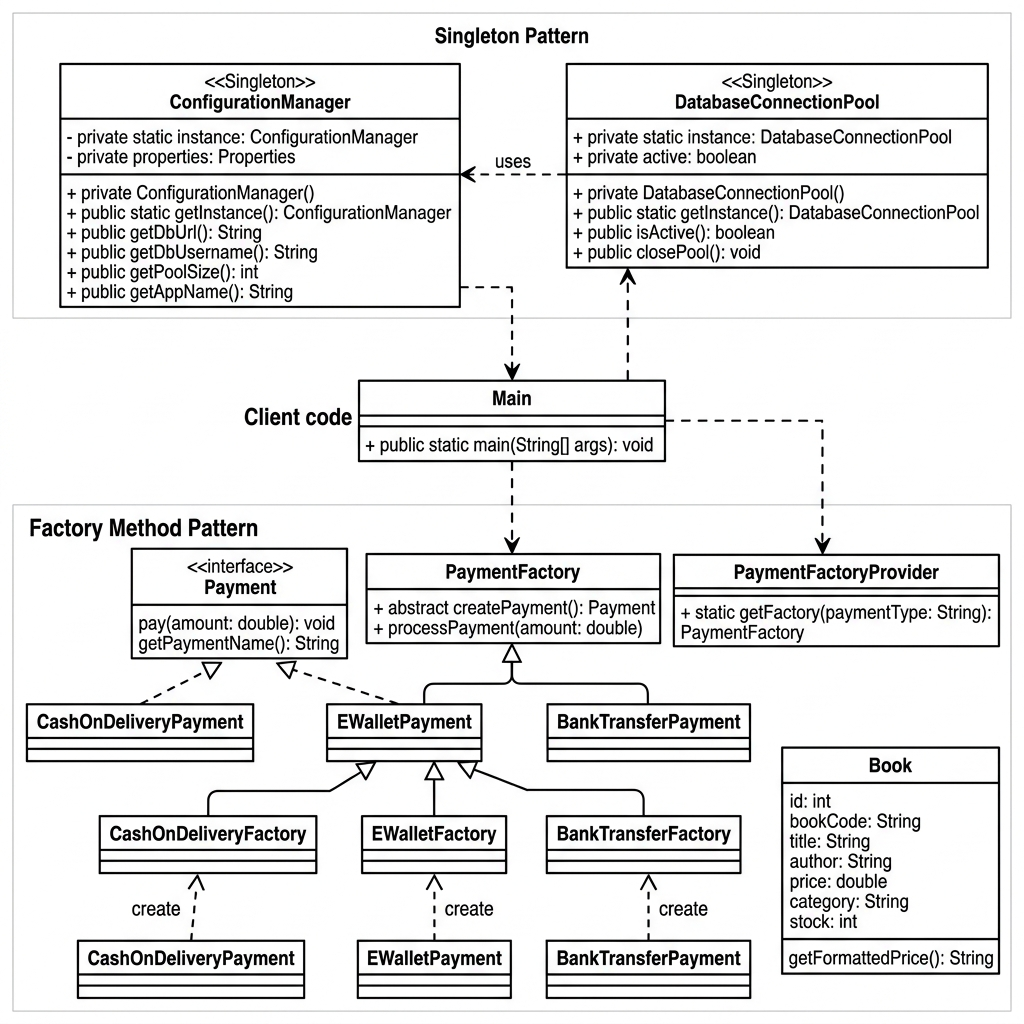 Singleton Pattern
<<Singleton>>
ConfigurationManager
- private static instance: ConfigurationManager
- private properties: Properties
+ private ConfigurationManager()
+ public static getInstance(): ConfigurationManager
+ public getDbUrl(): String
+ public getDbUsername(): String
+ public getPoolSize(): int
+ public getAppName(): String
uses
<<Singleton>>
DatabaseConnectionPool
+ private static instance: DatabaseConnectionPool
+ private active: boolean
+ private DatabaseConnectionPool()
+ public static getInstance(): DatabaseConnectionPool
+ public isActive(): boolean
+ public closePool(): void
Client code
Main
+ public static main(String[] args): void
Factory Method Pattern
<<interface>>
Payment
pay(amount: double): void
getPaymentName(): String
PaymentFactory
+ abstract createPayment(): Payment
+ processPayment(amount: double)
PaymentFactoryProvider
+ static getFactory(paymentType: String):
PaymentFactory
CashOnDeliveryPayment
EWalletPayment
BankTransferPayment
CashOnDeliveryFactory
EWalletFactory
BankTransferFactory
create
create
create
CashOnDeliveryPayment
EWalletPayment
BankTransferPayment
Book
id: int
bookCode: String
title: String
author: String
price: double
category: String
stock: int
getFormattedPrice(): String